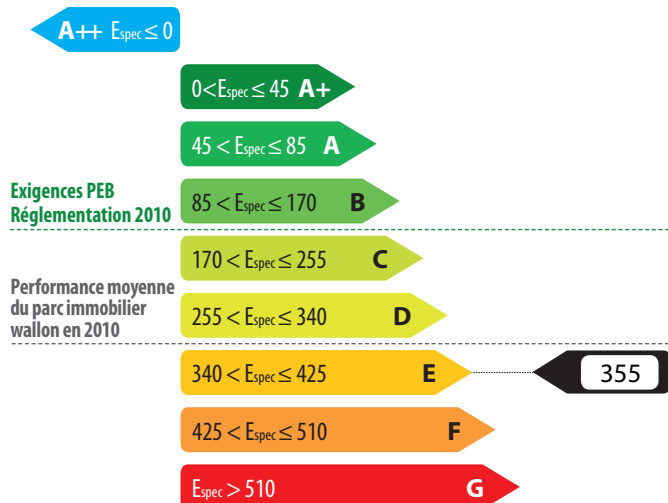 A++ Espec ≤ 0
0 < Espec ≤ 45 A+
45 < Espec ≤ 85 A
Exigences PEB
Réglementation 2010
85 < Espec ≤ 170 B
170 < Espec ≤ 255 C
Performance moyenne
du parc immobilier
wallon en 2010
255 < Espec ≤ 340 D
340 < Espec ≤ 425 E
355
425 < Espec ≤ 510 F
Espec > 510 G